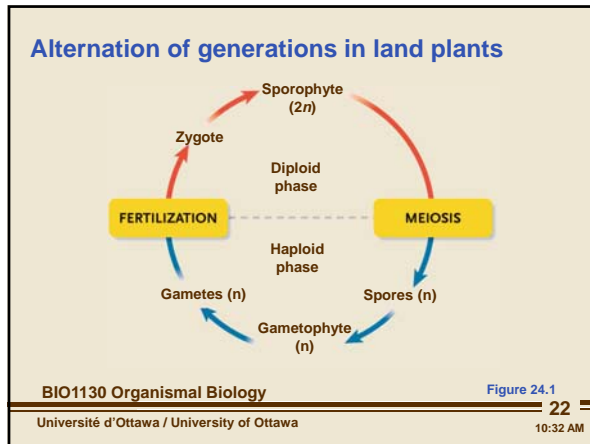 Alternation of generations in land plants
Sporophyte
(2n)
Zygote
Diploid
phase
FERTILIZATION
MEIOSIS
Haploid
phase
Gametes (n)
Spores (n)
Gametophyte
(n)
BIO1130 Organismal Biology
Figure 24.1
22
Université d'Ottawa / University of Ottawa
10:32 AM